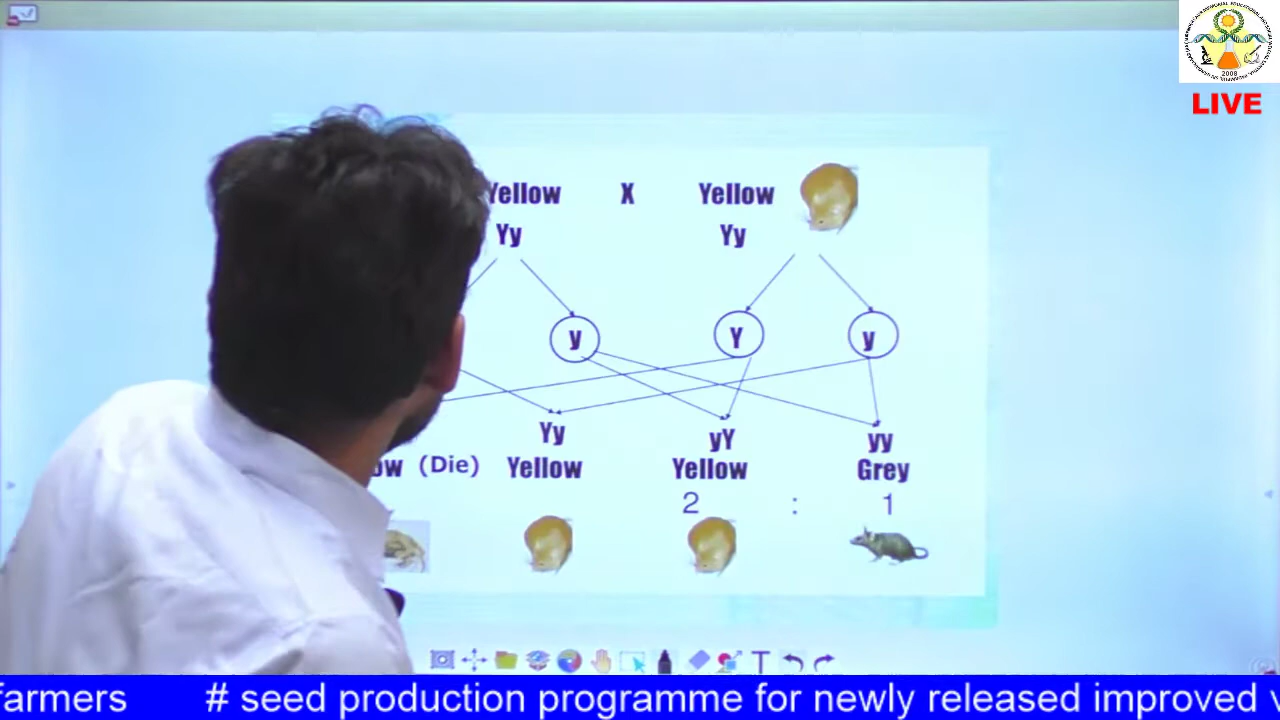 LIVE
Yellow X Yellow
Yy Yy
y Y y
Yy yY yy
(Die) Yellow Yellow Grey
2 : 1
T
farmers # seed production programme for newly released improved
2008